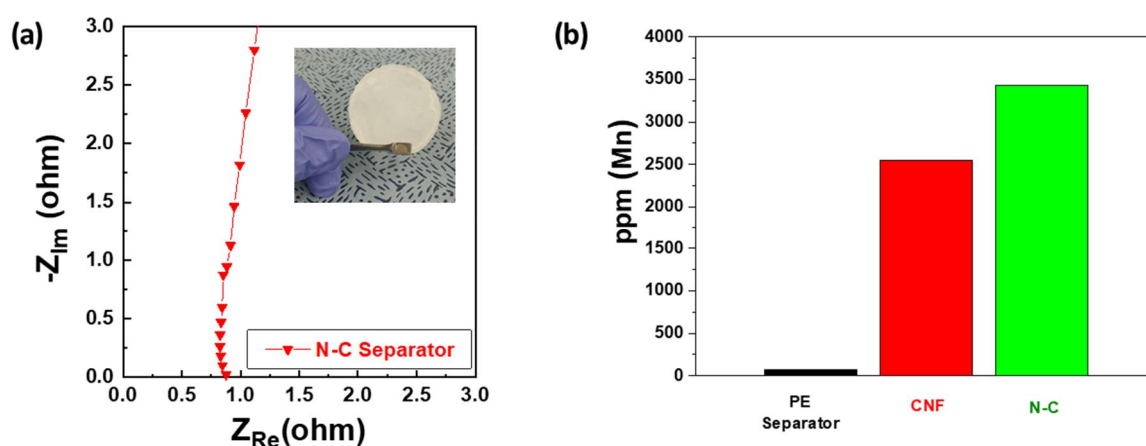 (a)
3.0
2.5
2.0
1.5
1.0
0.5
0.0
-Z_Im (ohm)
N-C Separator
0.0 0.5 1.0 1.5 2.0 2.5 3.0
Z_Re(ohm)
(b)
4000
3500
3000
2500
2000
1500
1000
500
0
ppm (Mn)
PE
Separator
CNF
N-C